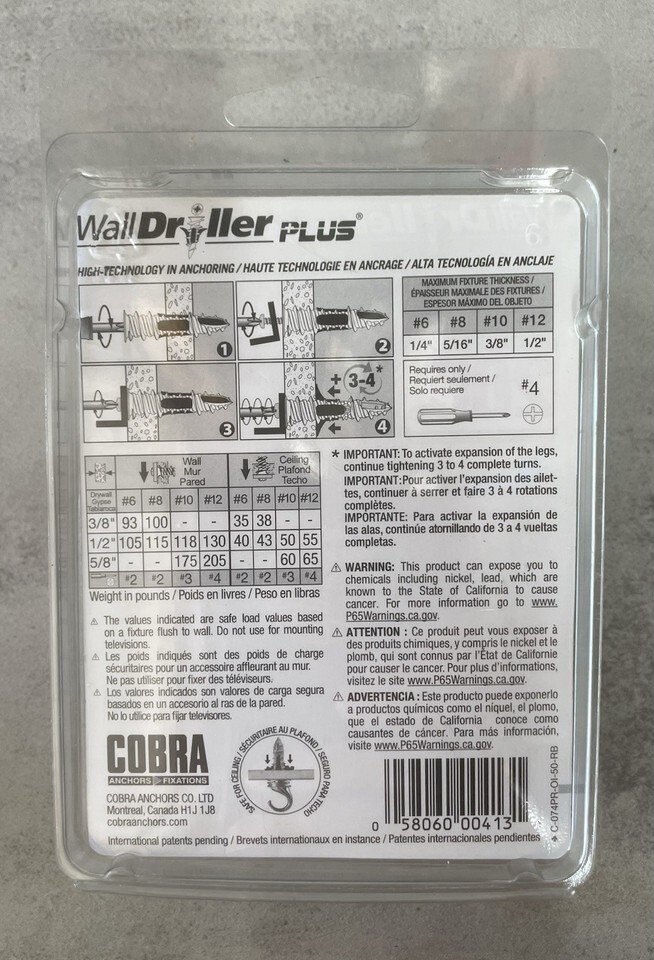 WallDriller PLUS®
HIGH-TECHNOLOGY IN ANCHORING / HAUTE TECHNOLOGIE EN ANCRAGE / ALTA TECNOLOGÍA EN ANCLAJE
1
2
3
+ 3-4 *
4
MAXIMUM FIXTURE THICKNESS /
ÉPAISSEUR MAXIMALE DES FIXTURES /
ESPESOR MÁXIMO DEL OBJETO
#6 #8 #10 #12
1/4" 5/16" 3/8" 1/2"
Requires only /
Requiert seulement /
Solo requiere
#4
Wall
Mur
Pared
Ceiling
Plafond
Techo
Drywall
Gypse
Tablaroca
#6 #8 #10 #12 #6 #8 #10 #12
3/8" 93 100 - - 35 38 - -
1/2" 105 115 118 130 40 43 50 55
5/8" - - 175 205 - - 60 65
#2 #2 #3 #4 #2 #2 #3 #4
Weight in pounds / Poids en livres / Peso en libras
⚠ The values indicated are safe load values based
on a fixture flush to wall. Do not use for mounting
televisions.
⚠ Les poids indiqués sont des poids de charge
sécuritaires pour un accessoire affleurant au mur.
Ne pas utiliser pour fixer des téléviseurs.
⚠ Los valores indicados son valores de carga segura
basados en un accesorio al ras de la pared.
No lo utilice para fijar televisores.
* IMPORTANT: To activate expansion of the legs,
continue tightening 3 to 4 complete turns.
IMPORTANT:Pour activer l'expansion des ailet-
tes, continuer à serrer et faire 3 à 4 rotations
complètes.
IMPORTANTE: Para activar la expansión de
las alas, continúe atornillando de 3 a 4 vueltas
completas.
⚠ WARNING: This product can expose you to
chemicals including nickel, lead, which are
known to the State of California to cause
cancer. For more information go to www.
P65Warnings.ca.gov.
⚠ ATTENTION : Ce produit peut vous exposer à
des produits chimiques, y compris le nickel et le
plomb, qui sont connus par l'État de Californie
pour causer le cancer. Pour plus d'informations,
visitez le site www.P65Warnings.ca.gov.
⚠ ADVERTENCIA : Este producto puede exponerlo
a productos químicos como el níquel, el plomo,
que el estado de California conoce como
causantes de cáncer. Para más información,
visite www.P65Warnings.ca.gov.
COBRA
ANCHORS > FIXATIONS
COBRA ANCHORS CO. LTD
Montreal, Canada H1J 1J8
cobraanchors.com
SAFE FOR CEILING / SÉCURITAIRE AU PLAFOND / SEGURO PARA TECHO
0 58060 00413
C-074PR-OI-50-RB
International patents pending / Brevets internationaux en instance / Patentes internacionales pendientes